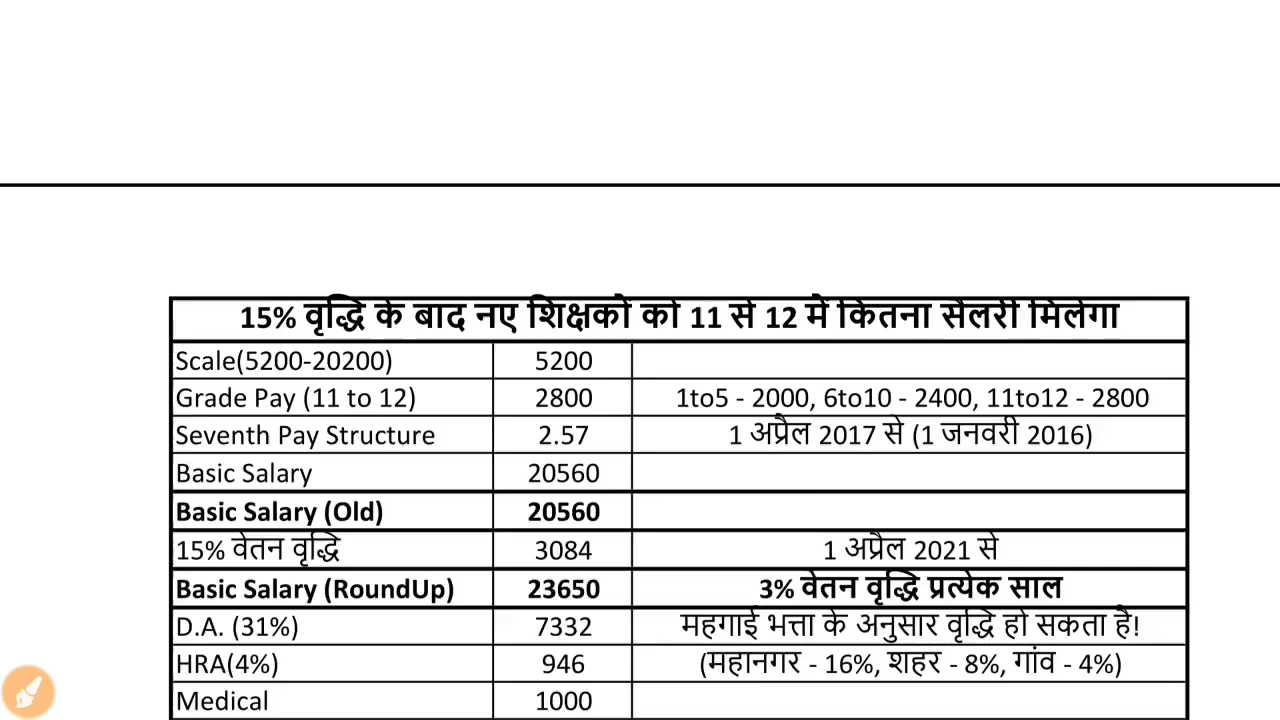 15% वृद्धि के बाद नए शिक्षकों को 11 से 12 में कितना सैलरी मिलेगा
Scale(5200-20200) 5200
Grade Pay (11 to 12) 2800 1to5 - 2000, 6to10 - 2400, 11to12 - 2800
Seventh Pay Structure 2.57 1 अप्रैल 2017 से (1 जनवरी 2016)
Basic Salary 20560
Basic Salary (Old) 20560
15% वेतन वृद्धि 3084 1 अप्रैल 2021 से
Basic Salary (RoundUp) 23650 3% वेतन वृद्धि प्रत्येक साल
D.A. (31%) 7332 महगाई भत्ता के अनुसार वृद्धि हो सकता है!
HRA(4%) 946 (महानगर - 16%, शहर - 8%, गांव - 4%)
Medical 1000